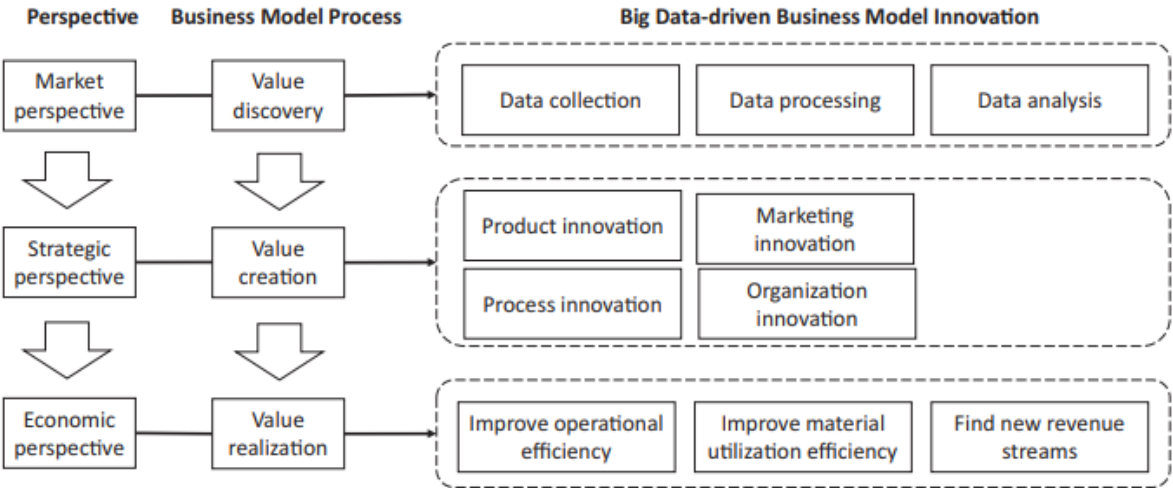 Perspective
Business Model Process
Big Data-driven Business Model Innovation
Market
perspective
Value
discovery
Data collection
Data processing
Data analysis
Strategic
perspective
Value
creation
Product innovation
Marketing
innovation
Process innovation
Organization
innovation
Economic
perspective
Value
realization
Improve operational
efficiency
Improve material
utilization efficiency
Find new revenue
streams